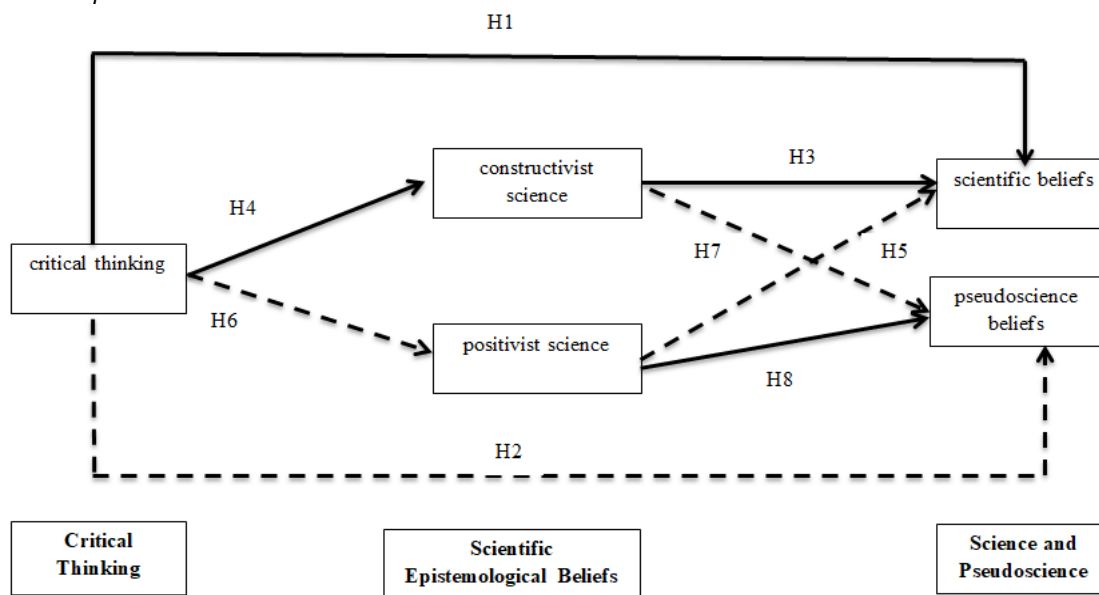 H1
constructivist
science
H3
scientific beliefs
H4
critical thinking
H7
H5
pseudoscience
beliefs
H6
positivist science
H8
H2
Critical
Thinking
Scientific
Epistemological Beliefs
Science and
Pseudoscience